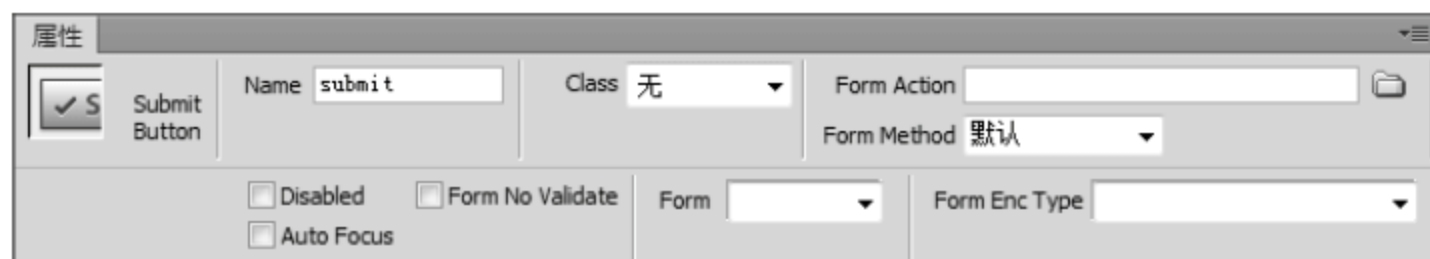 属性
Name submit Class 无 Form Action
S Submit
Button
Form Method 默认
Disabled Form No Validate Form Form Enc Type
Auto Focus